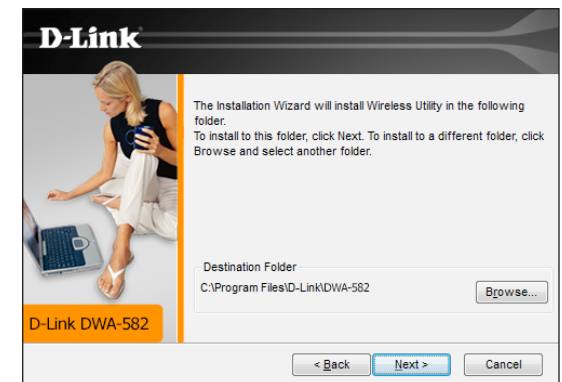 D-Link
The Installation Wizard will install Wireless Utility in the following
folder.
To install to this folder, click Next. To install to a different folder, click
Browse and select another folder.
Destination Folder
C:\Program Files\D-Link\DWA-582
Browse...
D-Link DWA-582
< Back
Next >
Cancel